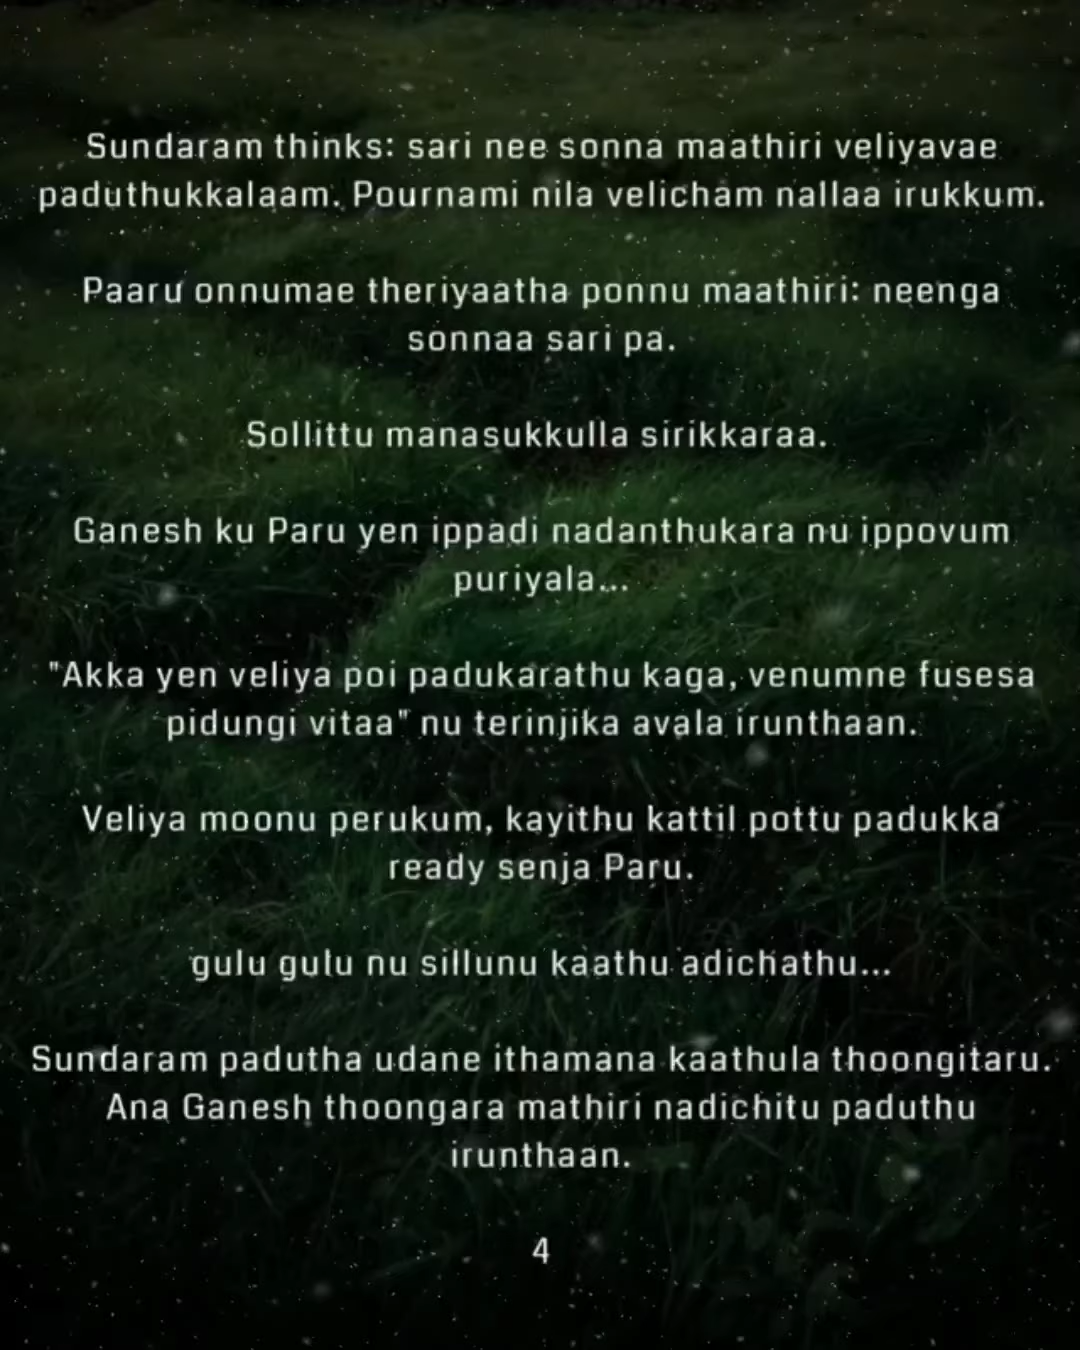 Sundaram thinks: sari nee sonna maathiri veliyavae
paduthukkalaam. Pournami nila velicham nallaa irukkum.
Paaru onnumae theriyaatha ponnu maathiri: neenga
sonnaa sari pa.
Sollittu manasukkulla sirikkaraa.
Ganesh ku Paru yen ippadi nadanthukara nu ippovum
puriyala...
"Akka yen veliya poi padukarathu kaga, venumne fusesa
pidungi vitaa" nu terinjika avala irunthaan.
Veliya moonu perukum, kayithu kattil pottu padukka
ready senja Paru.
gulu gulu nu sillunu kaathu adichathu...
Sundaram padutha udane ithamana kaathula thoongitaru.
Ana Ganesh thoongara mathiri nadichitu paduthu
irunthaan.
4